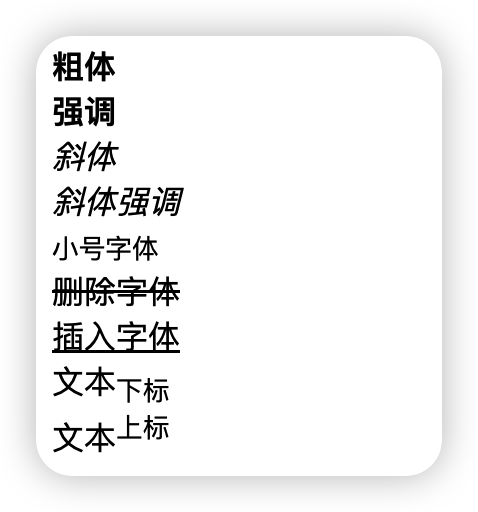 粗体
强调
斜体
斜体强调
小号字体
删除字体
插入字体
文本下标
文本上标